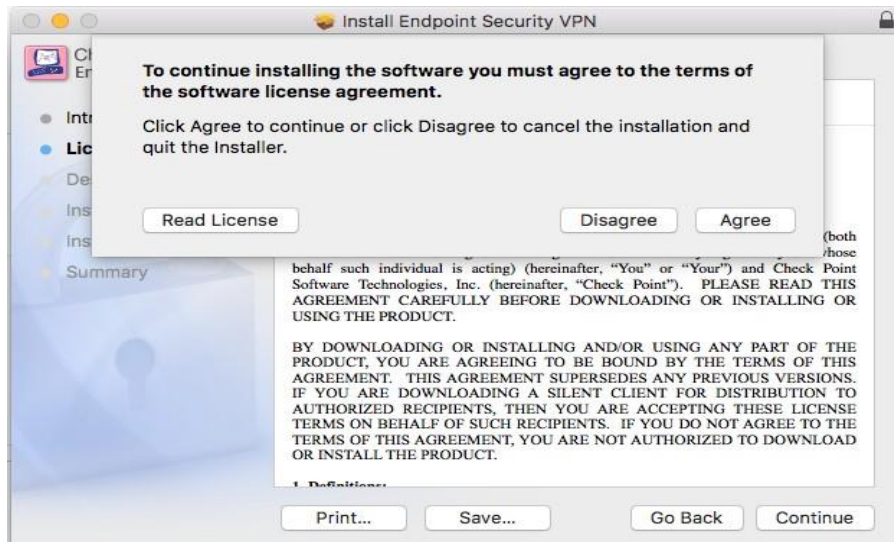 Install Endpoint Security VPN
Ch
En
To continue installing the software you must agree to the terms of
the software license agreement.
Click Agree to continue or click Disagree to cancel the installation and
quit the Installer.
Read License
Disagree
Agree
Intr
Lic
De
Ins
Ins
Summary
(both
whose
behalf such individual is acting) (hereinafter, “You” or “Your”) and Check Point
Software Technologies, Inc. (hereinafter, “Check Point”). PLEASE READ THIS
AGREEMENT CAREFULLY BEFORE DOWNLOADING OR INSTALLING OR
USING THE PRODUCT.
BY DOWNLOADING OR INSTALLING AND/OR USING ANY PART OF THE
PRODUCT, YOU ARE AGREEING TO BE BOUND BY THE TERMS OF THIS
AGREEMENT. THIS AGREEMENT SUPERSEDES ANY PREVIOUS VERSIONS.
IF YOU ARE DOWNLOADING A SILENT CLIENT FOR DISTRIBUTION TO
AUTHORIZED RECIPIENTS, THEN YOU ARE ACCEPTING THESE LICENSE
TERMS ON BEHALF OF SUCH RECIPIENTS. IF YOU DO NOT AGREE TO THE
TERMS OF THIS AGREEMENT, YOU ARE NOT AUTHORIZED TO DOWNLOAD
OR INSTALL THE PRODUCT.
1. Definitions:
Print...
Save...
Go Back
Continue